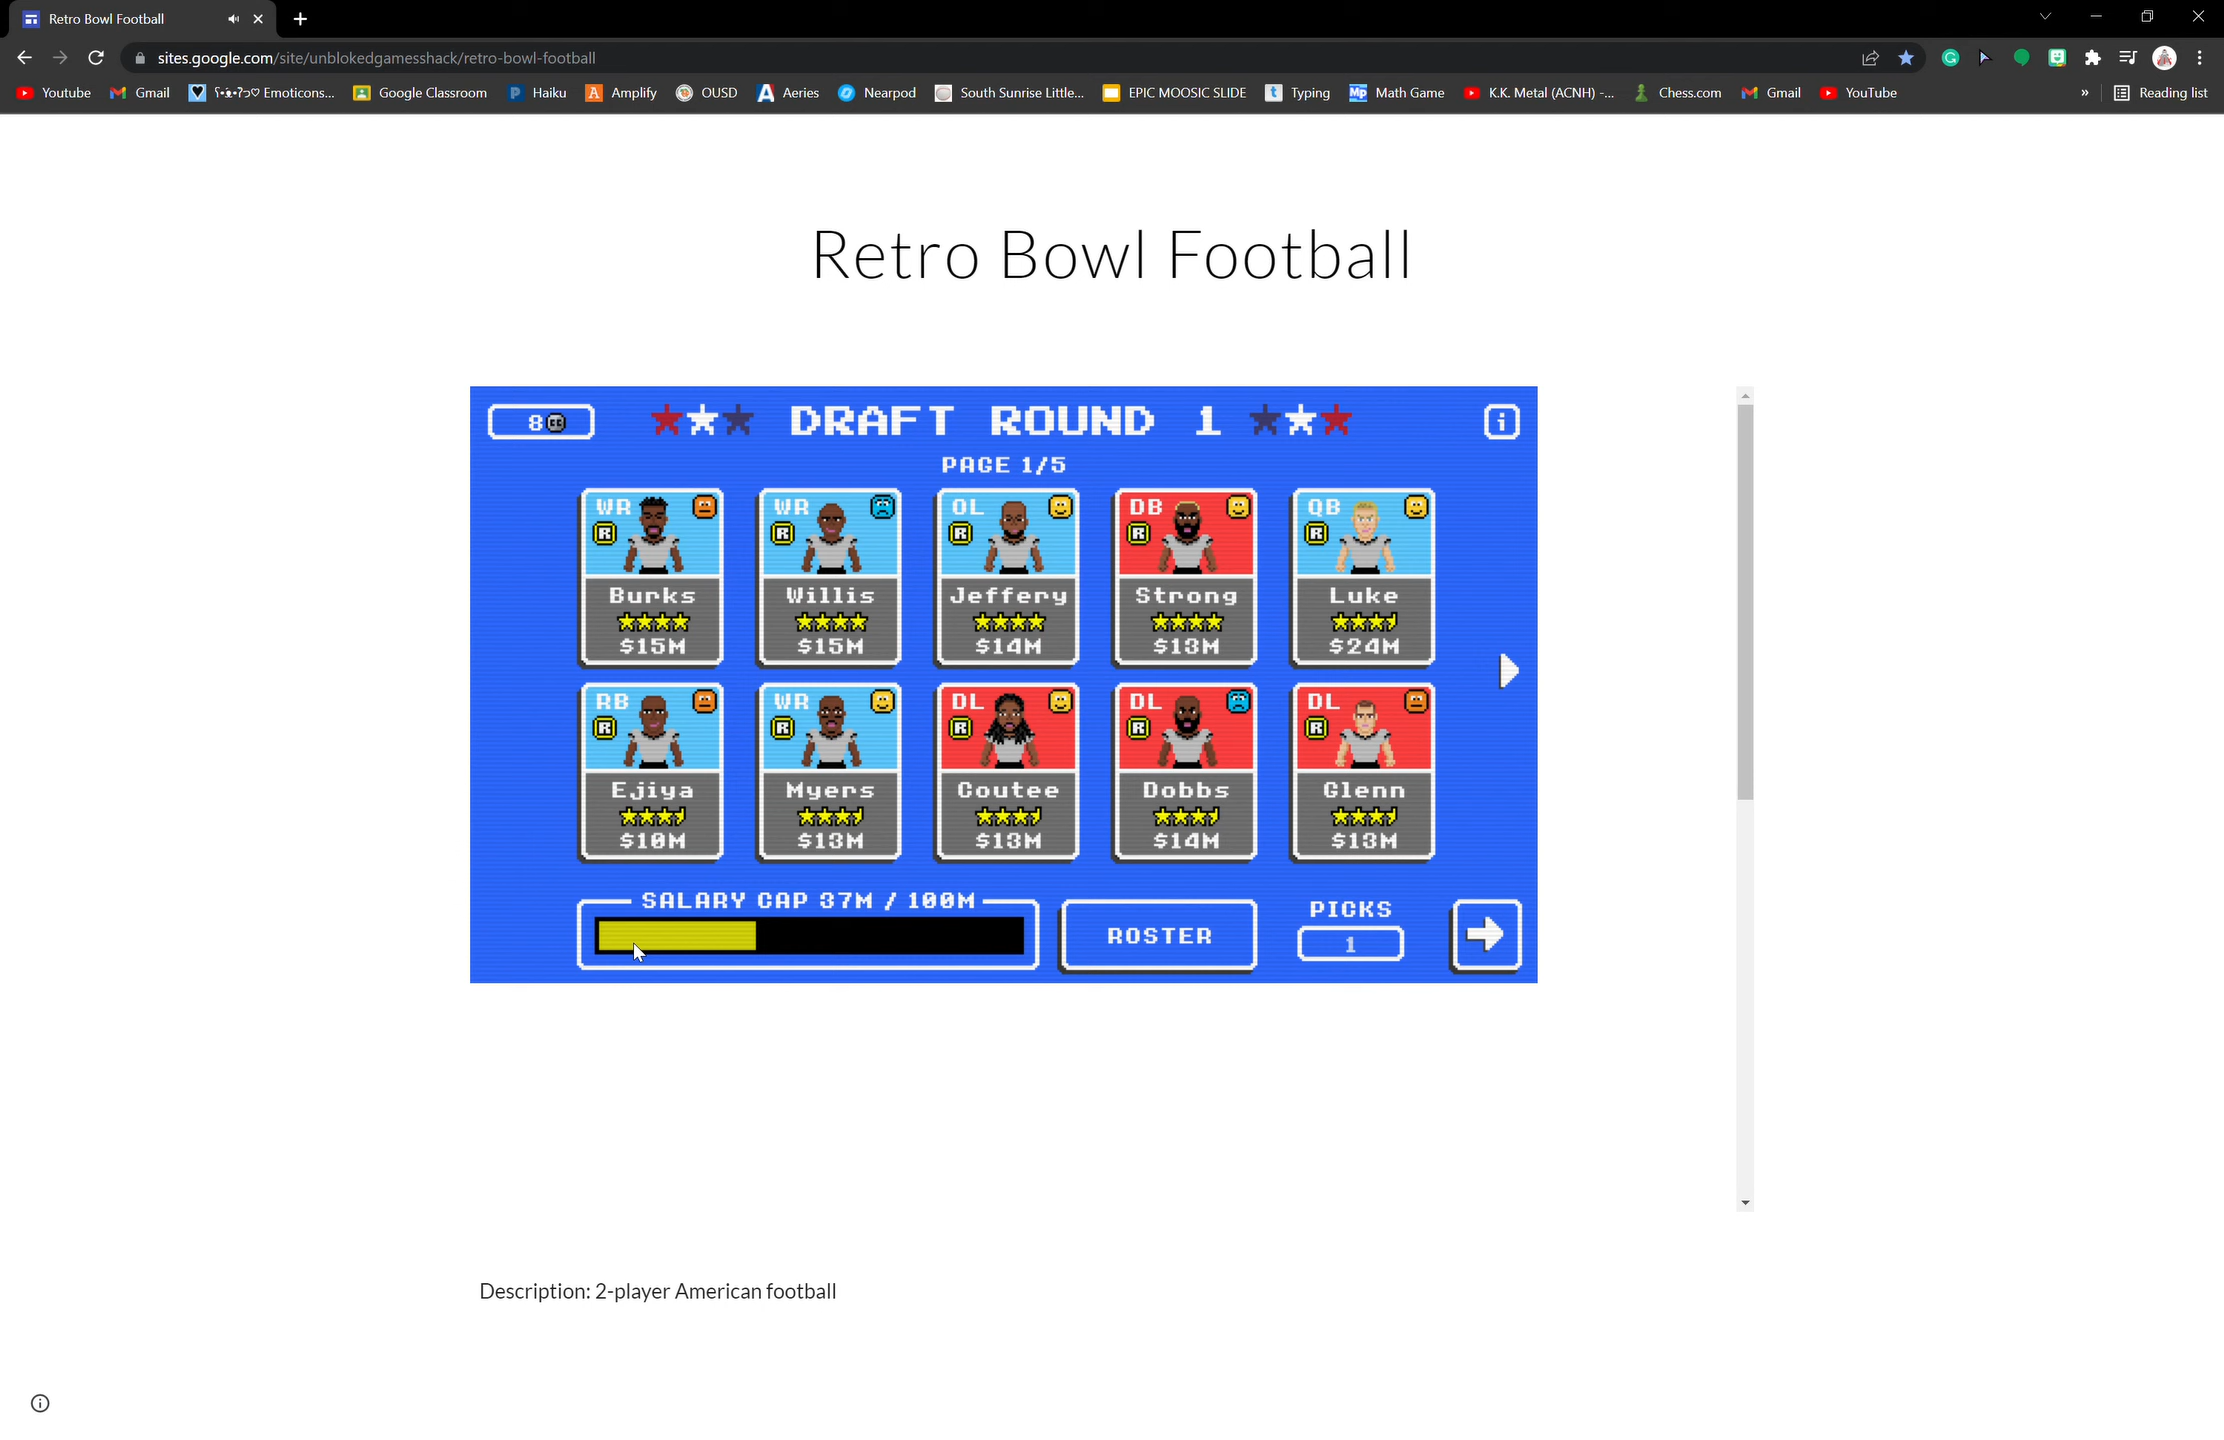 Retro Bowl Football
sites.google.com/site/unblokedgamesshack/retro-bowl-football
Youtube Gmail ʕ•ᴥ•ʔっ♡ Emoticons... Google Classroom Haiku Amplify OUSD Aeries Nearpod South Sunrise Little... EPIC MOOSIC SLIDE Typing Math Game K.K. Metal (ACNH) -... Chess.com Gmail YouTube » Reading list
Retro Bowl Football
8 DRAFT ROUND 1
PAGE 1/5
WR WR OL DB QB
R R R R R
Burks Willis Jeffery Strong Luke
$15M $15M $14M $13M $24M
RB WR DL DL DL
R R R R R
Ejiya Myers Coutee Dobbs Glenn
$10M $13M $13M $14M $13M
SALARY CAP 37M / 100M
ROSTER
PICKS
1
Description: 2-player American football